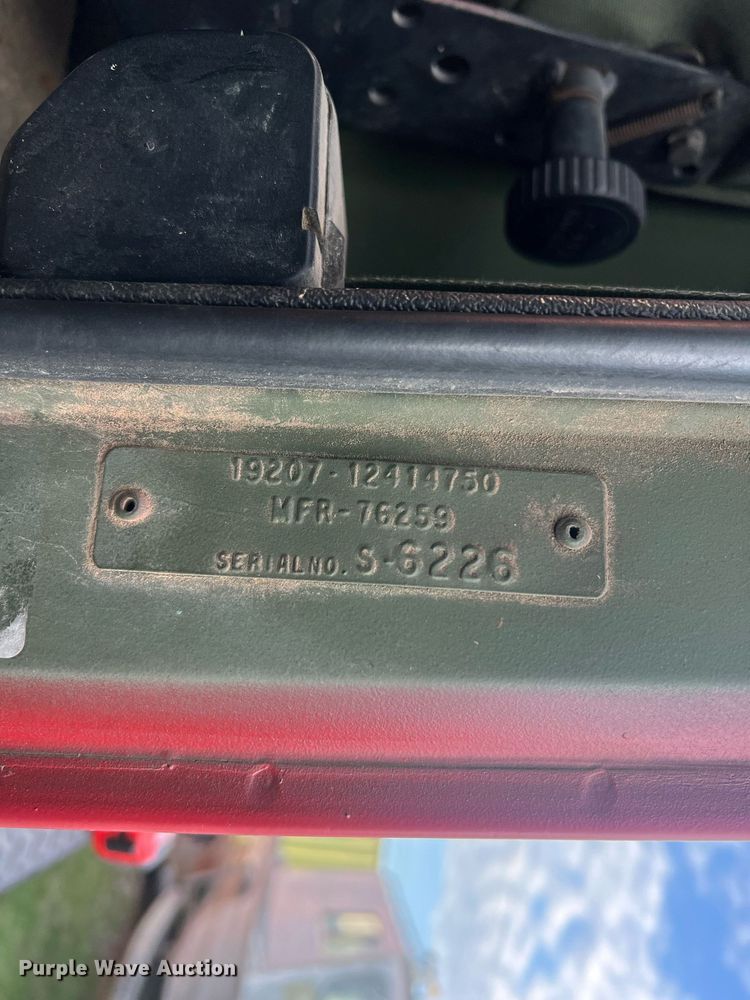 19207-12414750
MFR-76259
SERIAL NO. S-6226
Purple Wave Auction